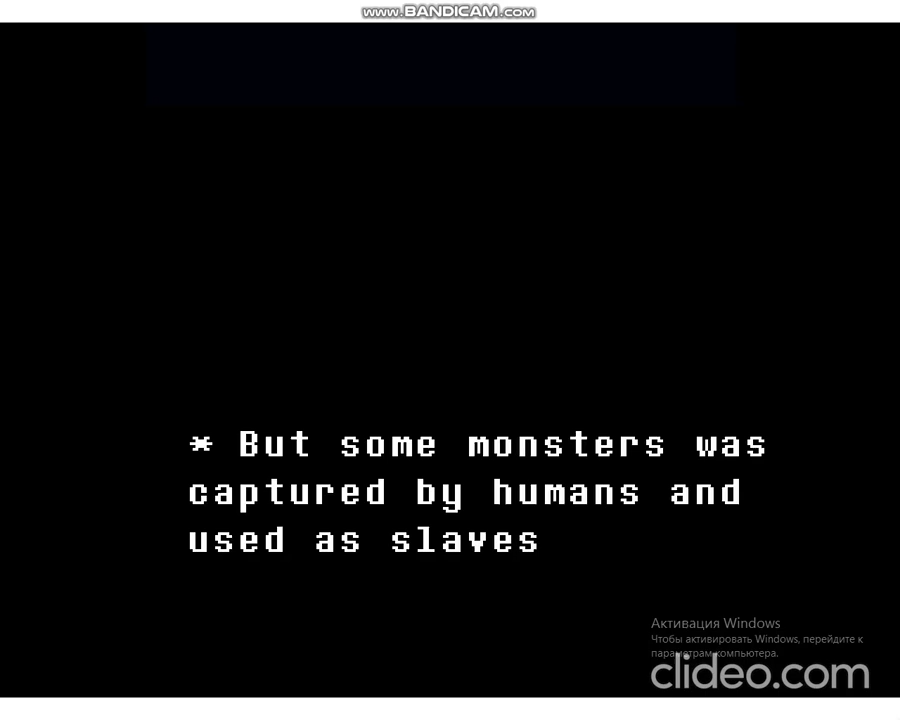 www.BANDICAM.com
* But some monsters was
captured by humans and
used as slaves
Активация Windows
Чтобы активировать Windows, перейдите к
параметрам компьютера.
clideo.com